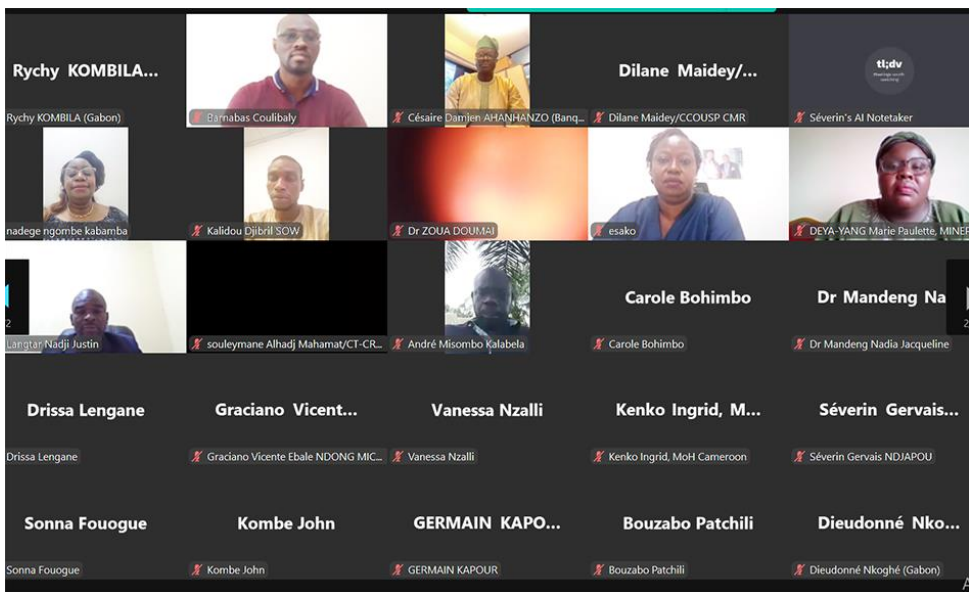 Rychy KOMBILA...
Rychy KOMBILA (Gabon)
Barnabas Coulibaly
Césaire Damien AHANHANZO (Banq...
Dilane Maidey/...
Dilane Maidey/CCOUSP CMR
tl;dv
Séverin's AI Notetaker
nadege ngombe kabamba
Kalidou Djibril SOW
Dr ZOUA DOUMAI
esako
DEYA-YANG Marie Paulette, MINEP
Langtar Nadji Justin
souleymane Alhadj Mahamat/CT-CR...
André Misombo Kalabela
Carole Bohimbo
Carole Bohimbo
Dr Mandeng Na
Dr Mandeng Nadia Jacqueline
Drissa Lengane
Drissa Lengane
Graciano Vicent...
Graciano Vicente Ebale NDONG MIC...
Vanessa Nzalli
Vanessa Nzalli
Kenko Ingrid, M...
Kenko Ingrid, MoH Cameroon
Séverin Gervais...
Séverin Gervais NDJAPOU
Sonna Fouogue
Sonna Fouogue
Kombe John
Kombe John
GERMAIN KAPO...
GERMAIN KAPOUR
Bouzabo Patchili
Bouzabo Patchili
Dieudonné Nko...
Dieudonné Nkoghé (Gabon)